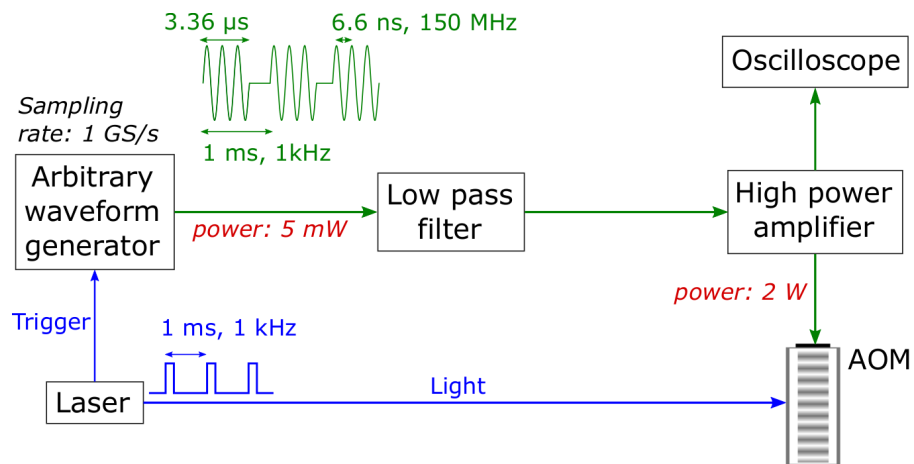 3.36 µs
6.6 ns, 150 MHz
Oscilloscope
Sampling
rate: 1 GS/s
1 ms, 1kHz
Arbitrary
waveform
generator
Low pass
filter
High power
amplifier
power: 5 mW
power: 2 W
Trigger
1 ms, 1 kHz
AOM
Laser
Light